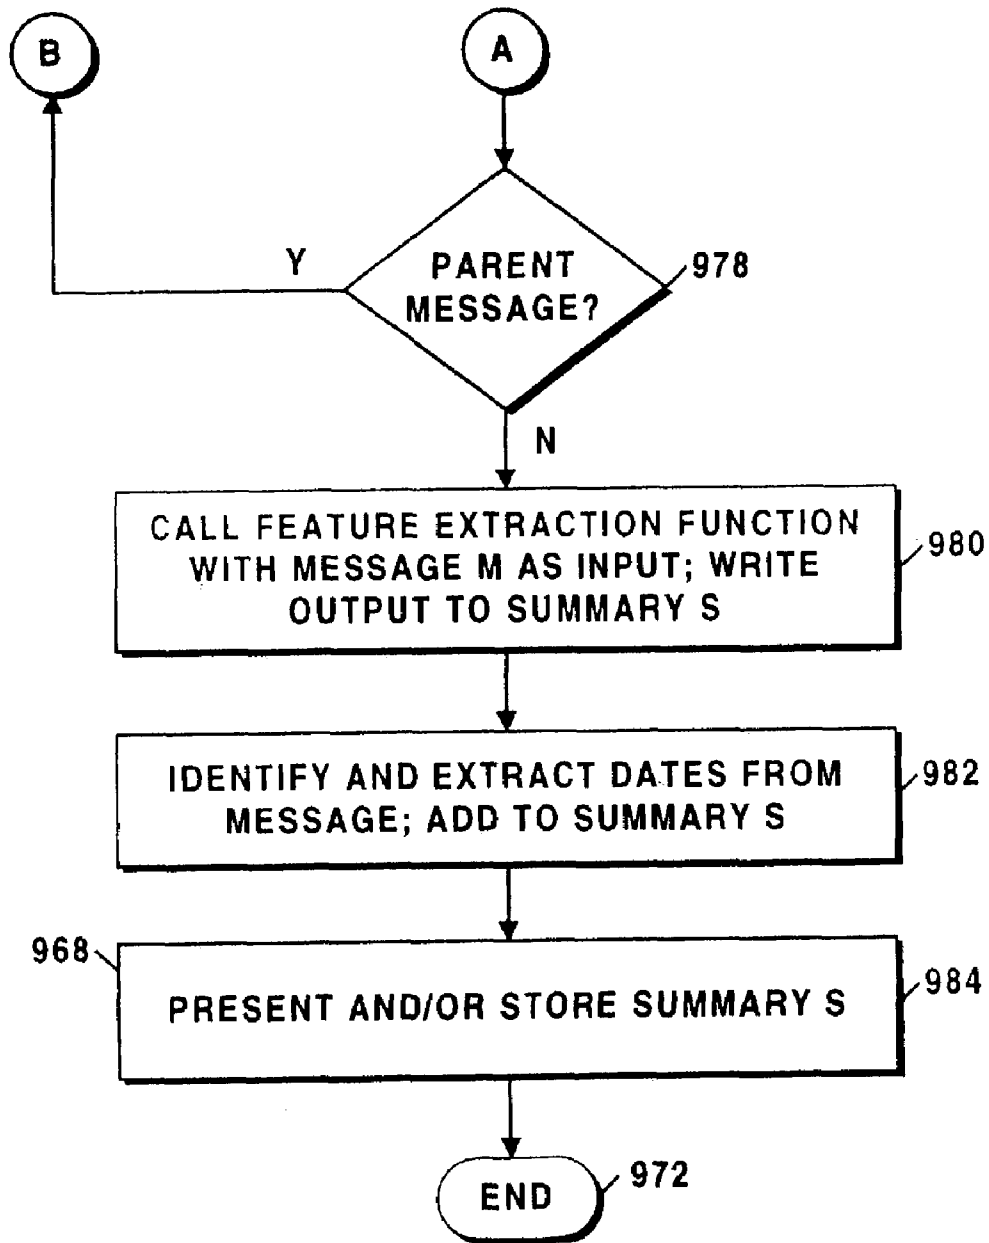 B
A
Y
PARENT
MESSAGE?
978
N
CALL FEATURE EXTRACTION FUNCTION
WITH MESSAGE M AS INPUT; WRITE
OUTPUT TO SUMMARY S
980
IDENTIFY AND EXTRACT DATES FROM
MESSAGE; ADD TO SUMMARY S
982
968
PRESENT AND/OR STORE SUMMARY S
984
END
972